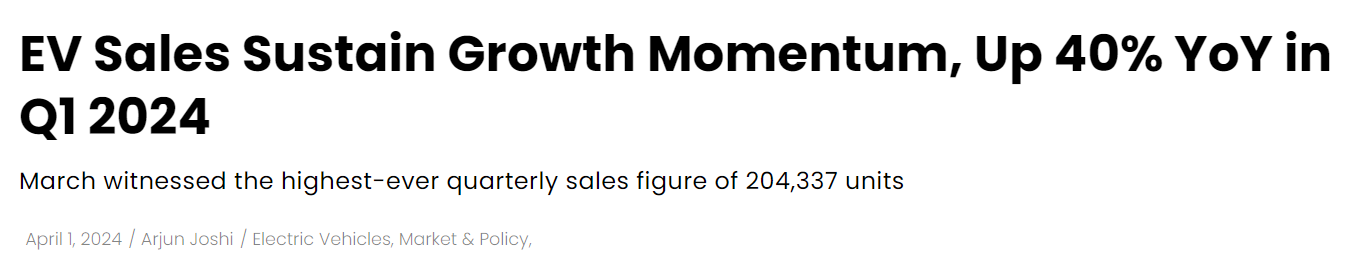 EV Sales Sustain Growth Momentum, Up 40% YoY in
Q1 2024
March witnessed the highest-ever quarterly sales figure of 204,337 units
April 1, 2024 / Arjun Joshi / Electric Vehicles, Market & Policy,